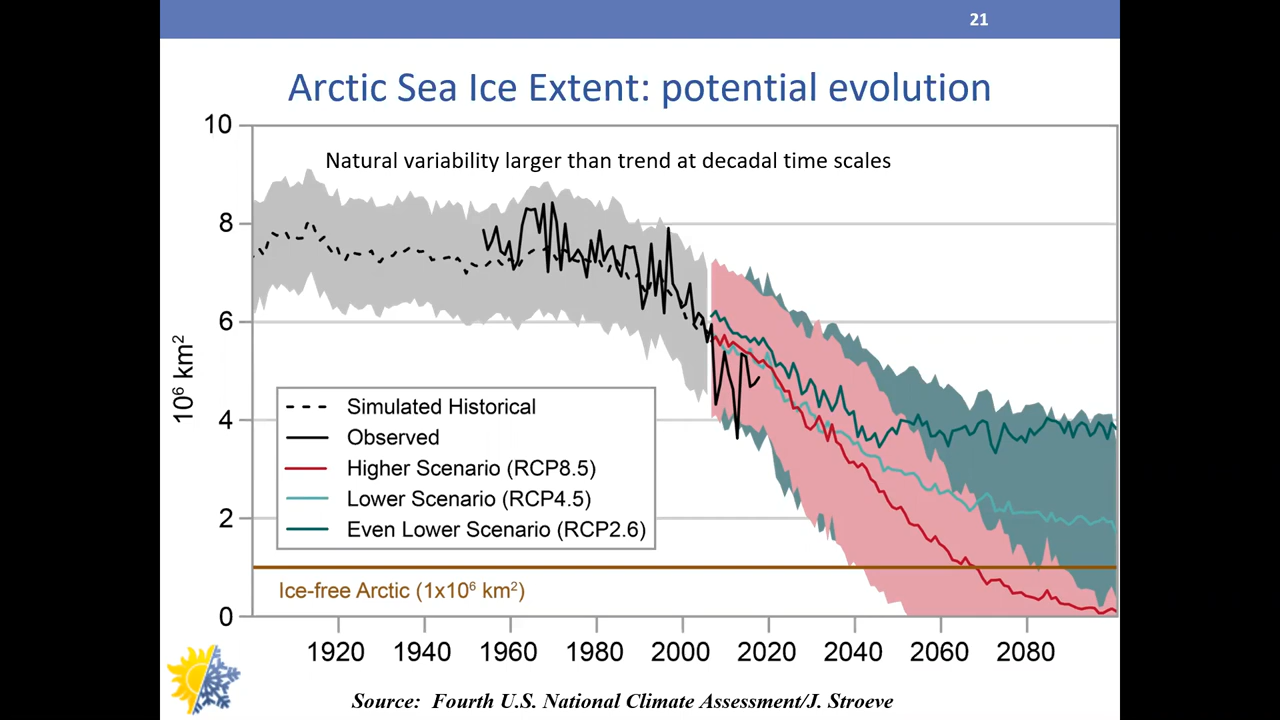 21
Arctic Sea Ice Extent: potential evolution
Natural variability larger than trend at decadal time scales
10
8
6
4
2
0
10⁶ km²
Simulated Historical
Observed
Higher Scenario (RCP8.5)
Lower Scenario (RCP4.5)
Even Lower Scenario (RCP2.6)
Ice-free Arctic (1x10⁶ km²)
1920 1940 1960 1980 2000 2020 2040 2060 2080
Source: Fourth U.S. National Climate Assessment/J. Stroeve